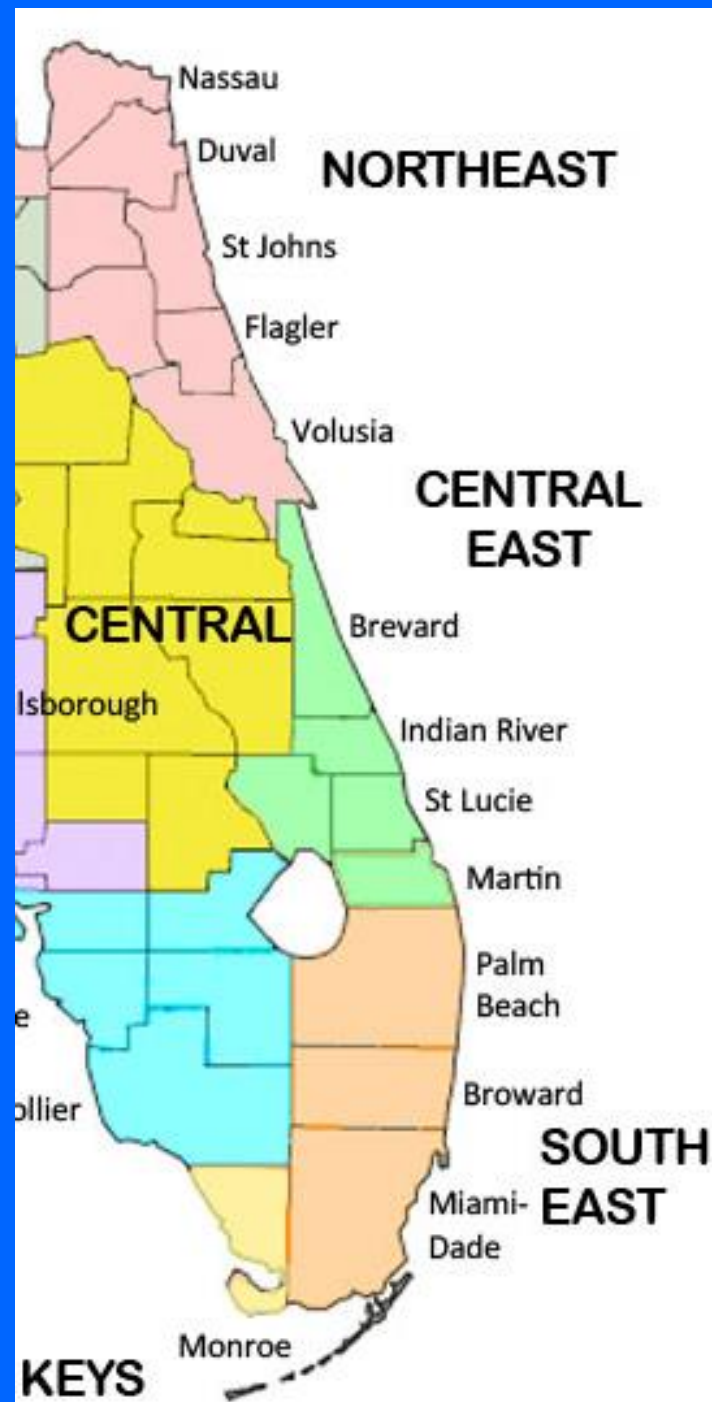 Nassau
Duval
NORTHEAST
St Johns
Flagler
Volusia
CENTRAL
EAST
CENTRAL
Brevard
lsborough
Indian River
St Lucie
Martin
Palm
Beach
e
Broward
ollier
SOUTH
EAST
Miami-
Dade
Monroe
KEYS